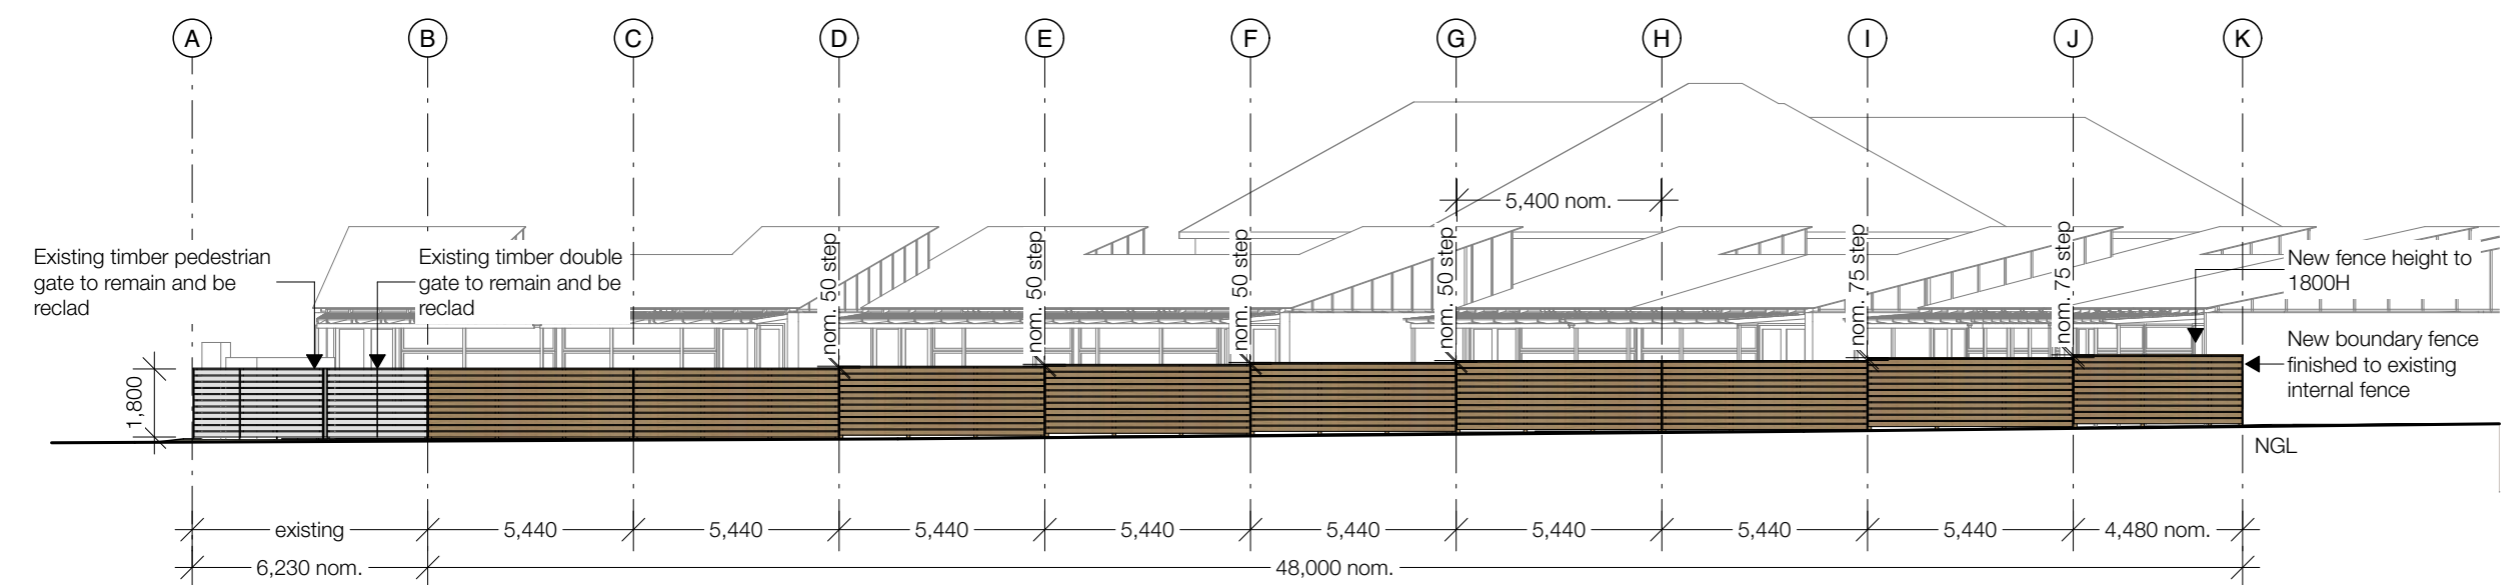 A
B
C
D
E
F
G
H
I
J
K
5,400 nom.
Existing timber pedestrian
gate to remain and be
reclad
Existing timber double
gate to remain and be
reclad
nom. 50 step
nom. 50 step
nom. 50 step
nom. 50 step
nom. 75 step
nom. 75 step
New fence height to
1800H
New boundary fence
finished to existing
internal fence
1,800
NGL
existing
5,440
5,440
5,440
5,440
5,440
5,440
5,440
5,440
4,480 nom.
6,230 nom.
48,000 nom.